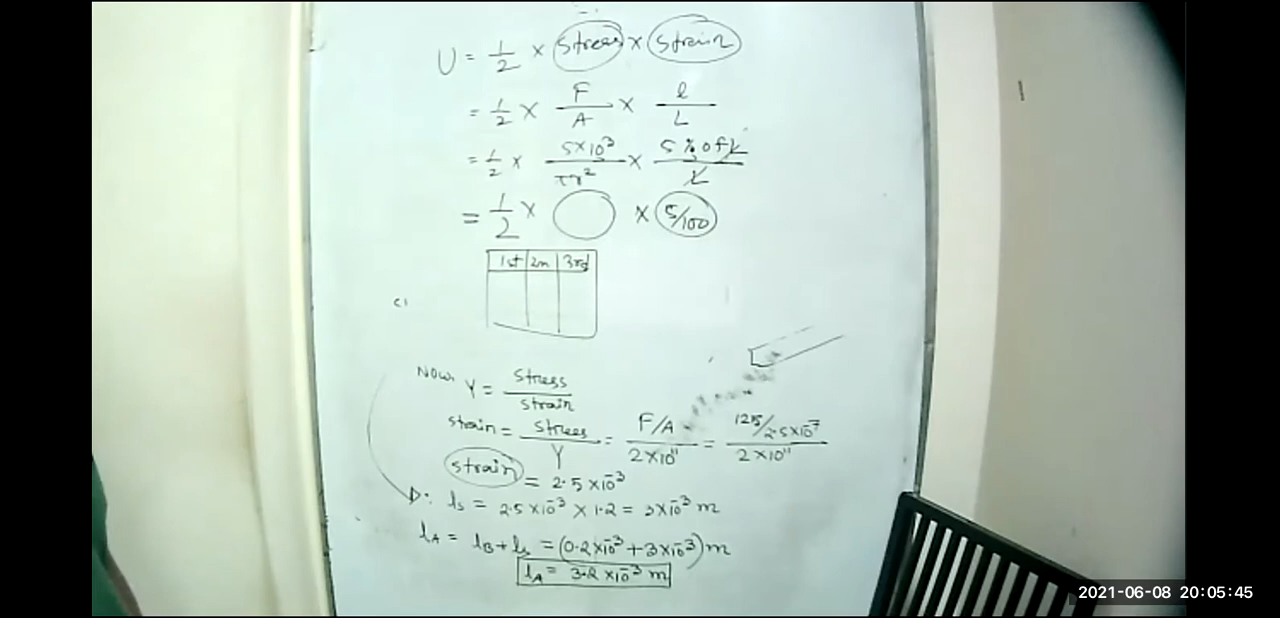 U = 1/2 × stress × strain
= 1/2 × F/A × l/L
= 1/2 × 5×10³/πr² × 5% of L/L
= 1/2 × ◯ × 5/100
1st 2n 3rd
C1
Now, Y = stress/strain
strain = stress/Y = F/A / 2×10¹¹ = 125/2.5×10⁻⁷ / 2×10¹¹
strain = 2.5×10⁻³
lS = 2.5×10⁻³ × 1.2 = 3×10⁻³ m
lA = lB + ls = (0.2×10⁻³ + 3×10⁻³) m
lA = 3.2×10⁻³ m
2021-06-08 20:05:45